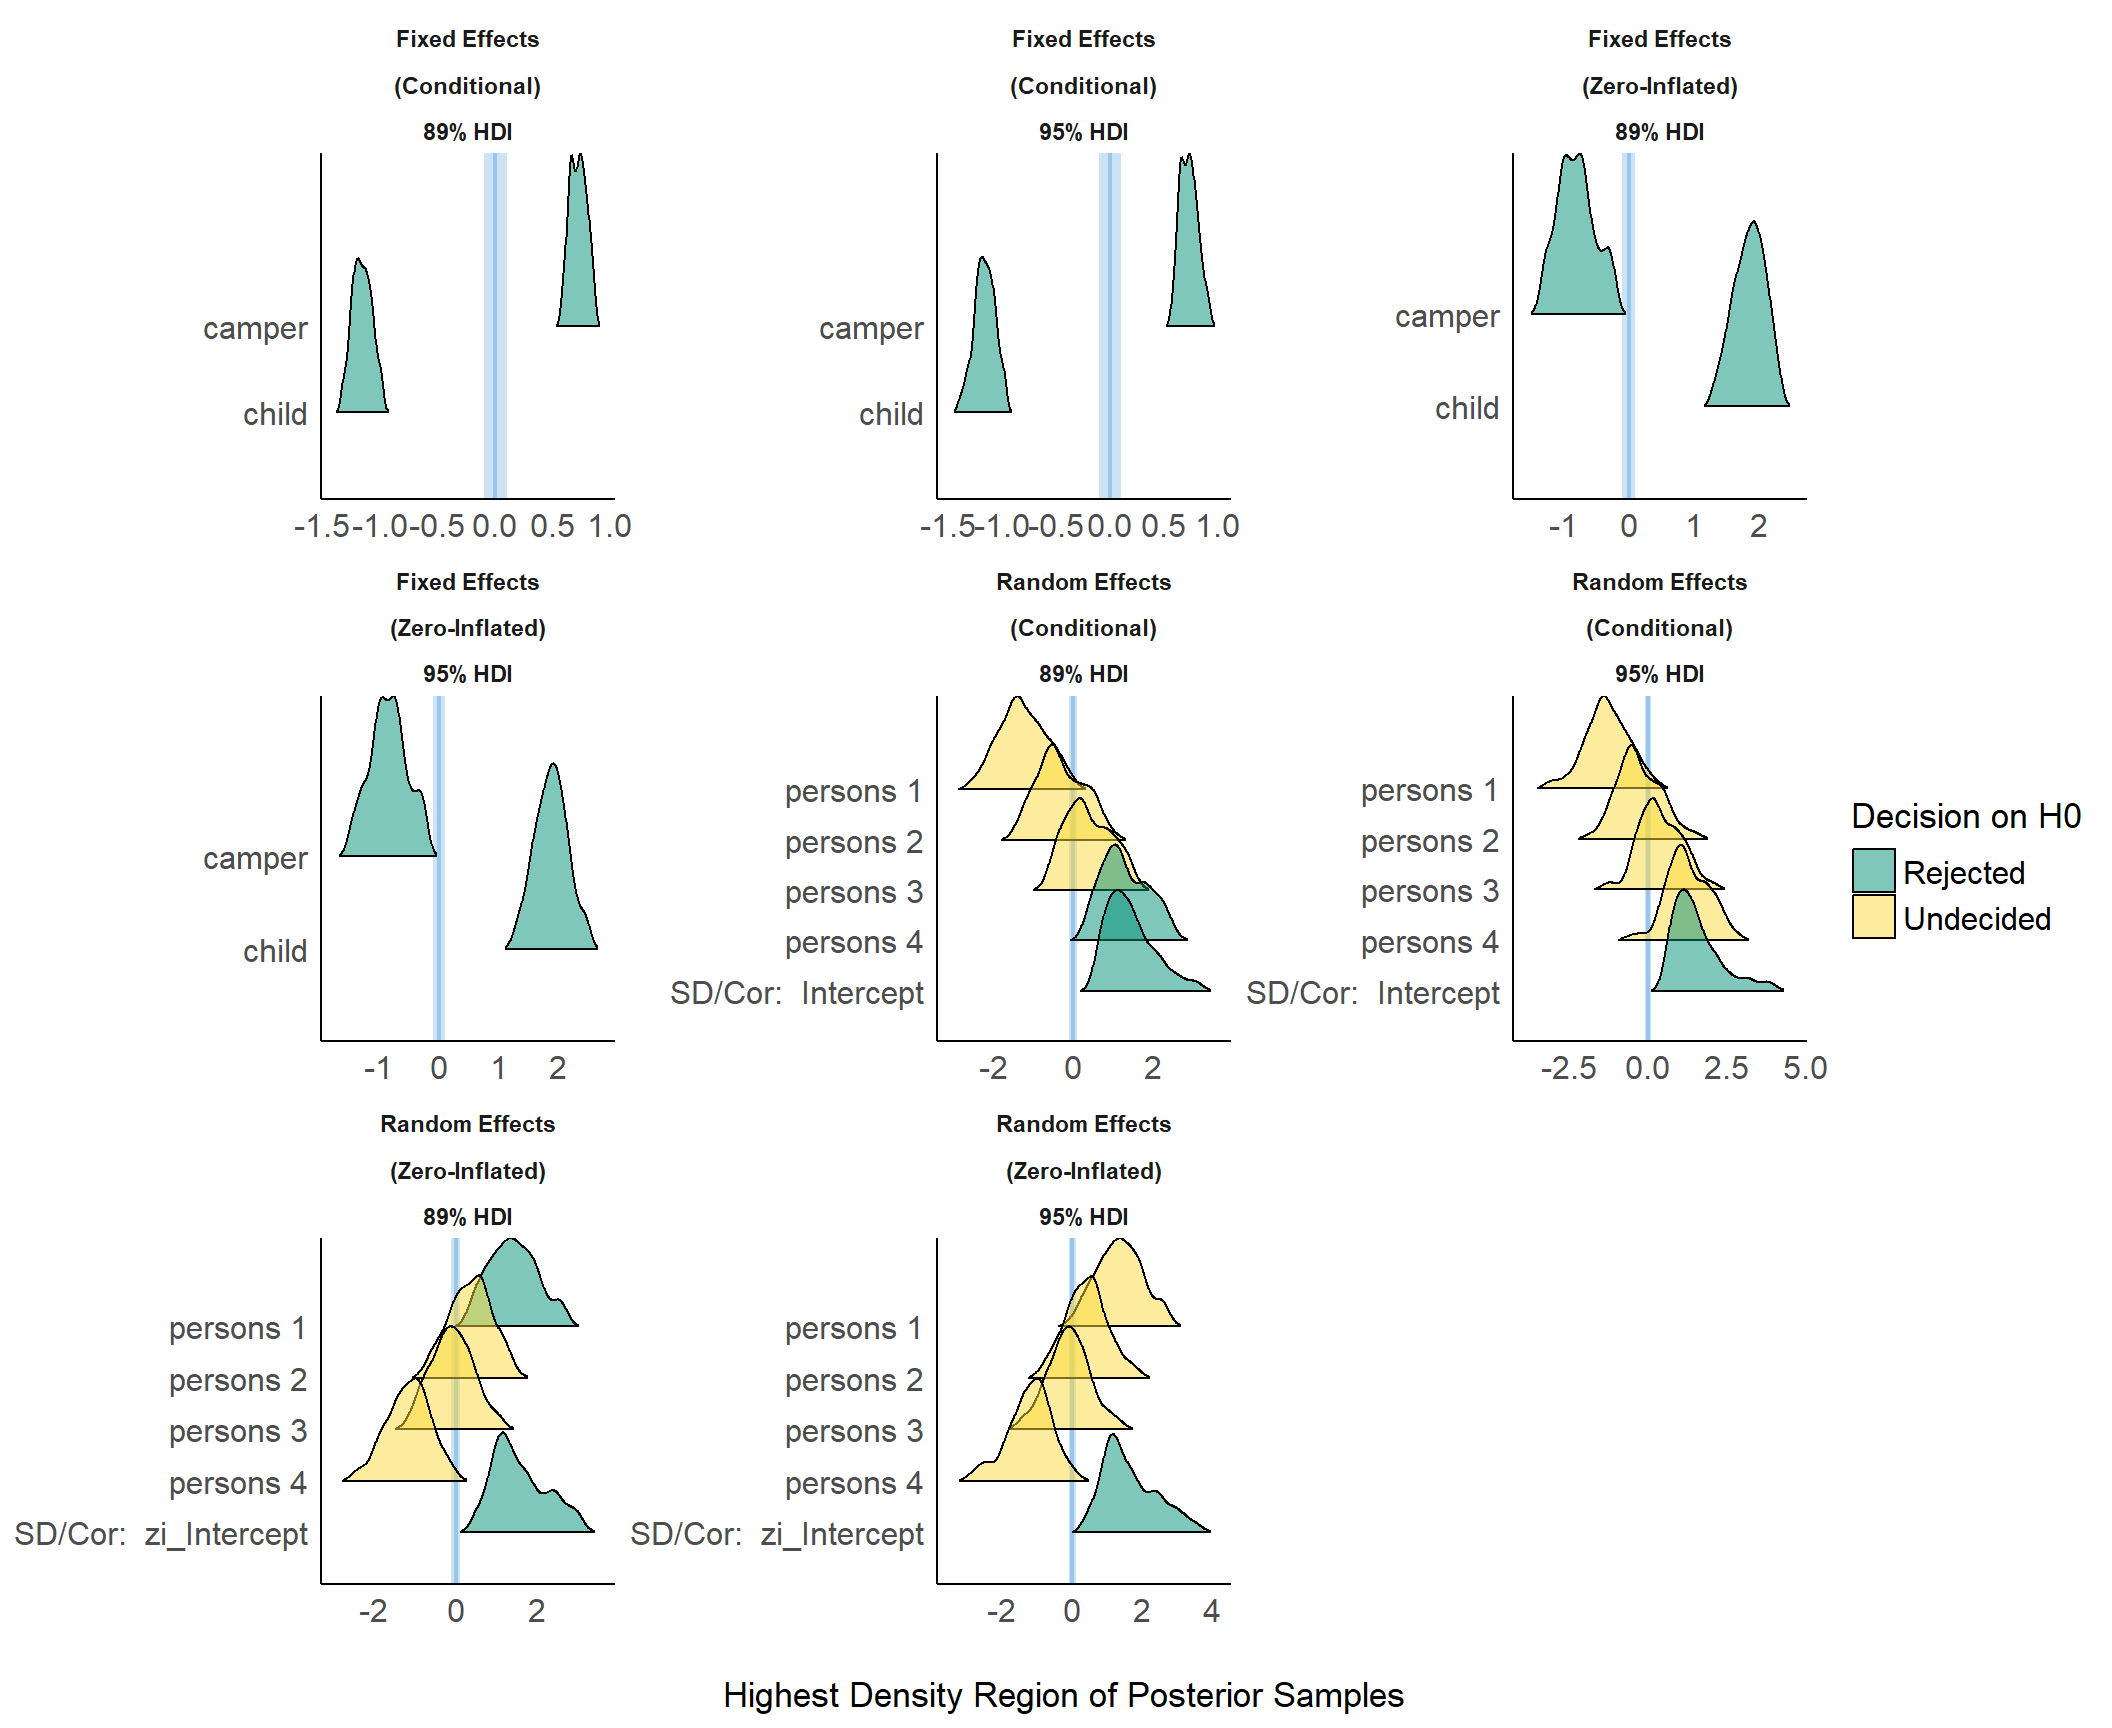 Fixed Effects
(Conditional)
89% HDI
camper
child
-1.5 -1.0 -0.5 0.0 0.5 1.0
Fixed Effects
(Conditional)
95% HDI
camper
child
-1.5 -1.0 -0.5 0.0 0.5 1.0
Fixed Effects
(Zero-Inflated)
89% HDI
camper
child
-1 0 1 2
Fixed Effects
(Zero-Inflated)
95% HDI
camper
child
-1 0 1 2
Random Effects
(Conditional)
89% HDI
persons 1
persons 2
persons 3
persons 4
SD/Cor: Intercept
-2 0 2
Random Effects
(Conditional)
95% HDI
persons 1
persons 2
persons 3
persons 4
SD/Cor: Intercept
-2.5 0.0 2.5 5.0
Decision on H0
Rejected
Undecided
Random Effects
(Zero-Inflated)
89% HDI
persons 1
persons 2
persons 3
persons 4
SD/Cor: zi_Intercept
-2 0 2
Random Effects
(Zero-Inflated)
95% HDI
persons 1
persons 2
persons 3
persons 4
SD/Cor: zi_Intercept
-2 0 2 4
Highest Density Region of Posterior Samples